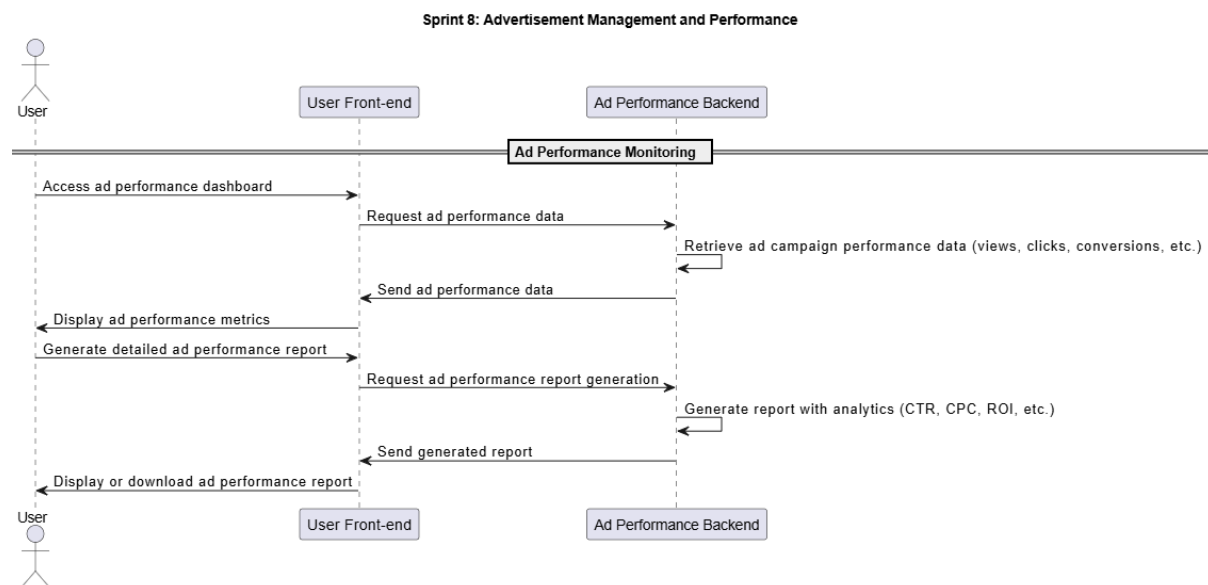 Sprint 8: Advertisement Management and Performance
User
User Front-end
Ad Performance Backend
Ad Performance Monitoring
Access ad performance dashboard
Request ad performance data
Retrieve ad campaign performance data (views, clicks, conversions, etc.)
Send ad performance data
Display ad performance metrics
Generate detailed ad performance report
Request ad performance report generation
Generate report with analytics (CTR, CPC, ROI, etc.)
Send generated report
Display or download ad performance report
User
User Front-end
Ad Performance Backend